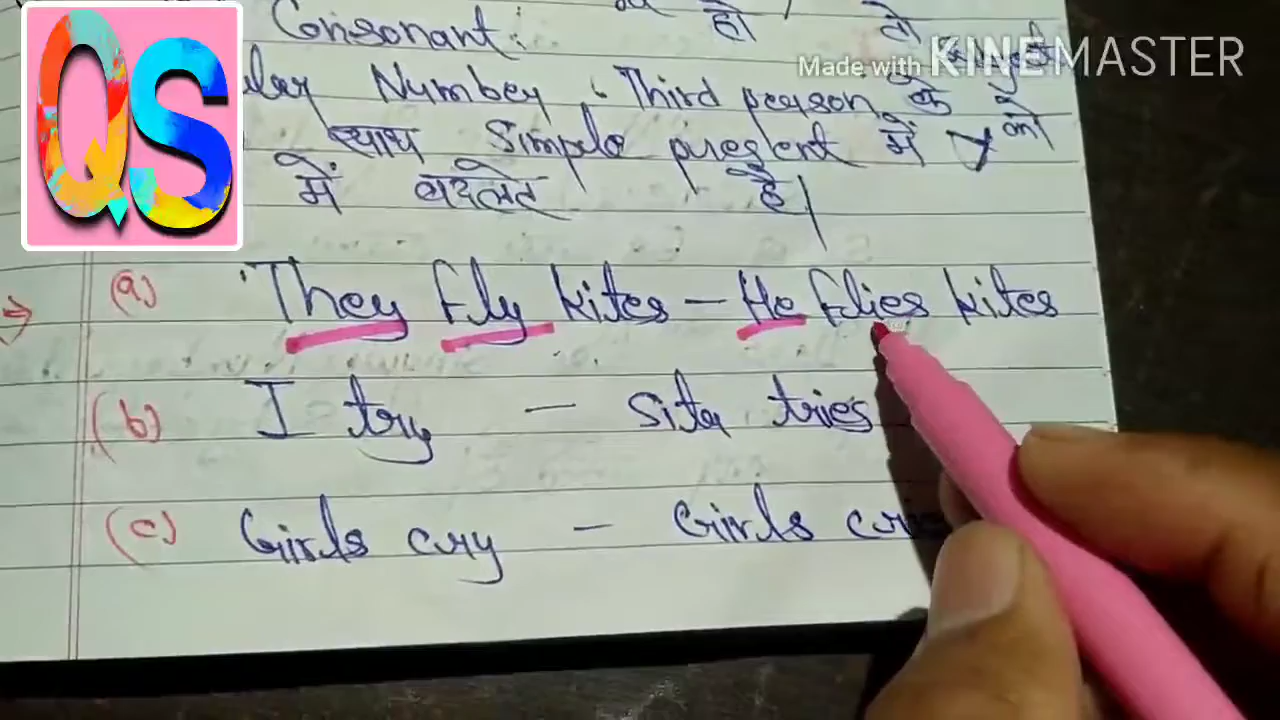 QS
Made with KINEMASTER
Consonant. हो तो
Number, Third person के
साथ Simple present में y को
में बदलते है।
(a) They fly kites - He flies kites
(b) I try - Sita tries
(c) Girls cry - Girls